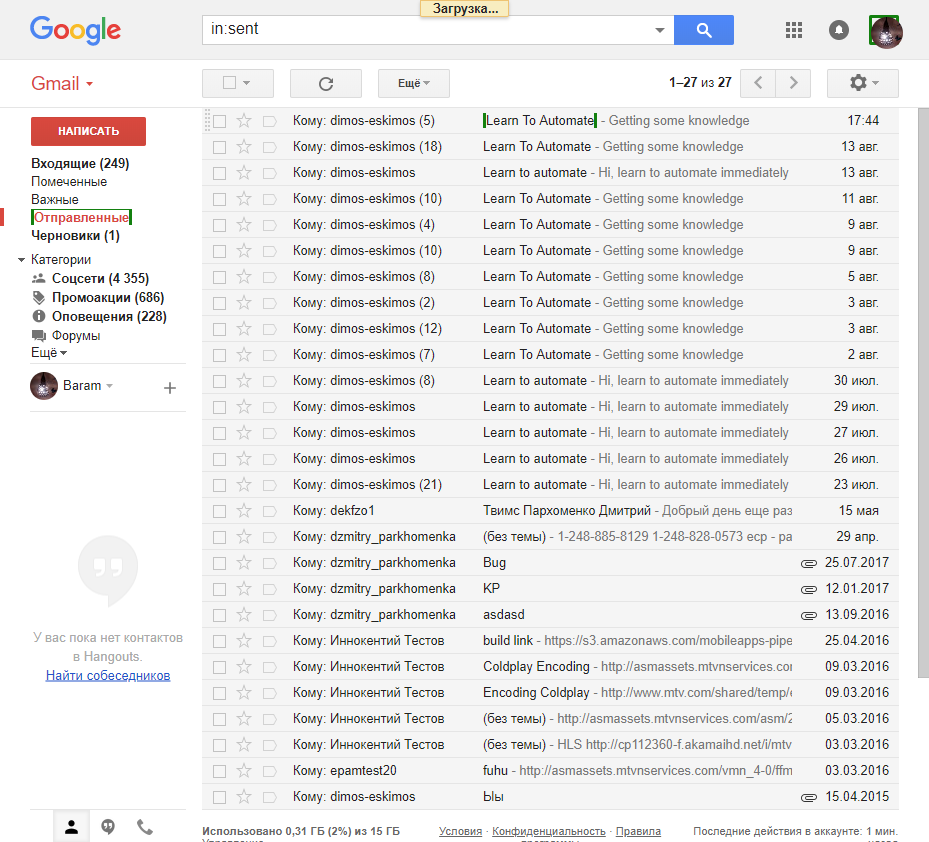 Загрузка...
Google
in:sent
Gmail
Ещё
1–27 из 27
НАПИСАТЬ
Входящие (249)
Помеченные
Важные
Отправленные
Черновики (1)
Категории
Соцсети (4 355)
Промоакции (686)
Оповещения (228)
Форумы
Ещё
Baram
У вас пока нет контактов
в Hangouts.
Найти собеседников
Кому: dimos-eskimos (5) Learn To Automate - Getting some knowledge 17:44
Кому: dimos-eskimos (18) Learn To Automate - Getting some knowledge 13 авг.
Кому: dimos-eskimos Learn to automate - Hi, learn to automate immediately 13 авг.
Кому: dimos-eskimos (10) Learn To Automate - Getting some knowledge 11 авг.
Кому: dimos-eskimos (4) Learn To Automate - Getting some knowledge 9 авг.
Кому: dimos-eskimos (10) Learn To Automate - Getting some knowledge 9 авг.
Кому: dimos-eskimos (8) Learn To Automate - Getting some knowledge 5 авг.
Кому: dimos-eskimos (2) Learn To Automate - Getting some knowledge 3 авг.
Кому: dimos-eskimos (12) Learn To Automate - Getting some knowledge 3 авг.
Кому: dimos-eskimos (7) Learn To Automate - Getting some knowledge 2 авг.
Кому: dimos-eskimos (8) Learn to automate - Hi, learn to automate immediately 30 июл.
Кому: dimos-eskimos Learn to automate - Hi, learn to automate immediately 29 июл.
Кому: dimos-eskimos Learn to automate - Hi, learn to automate immediately 27 июл.
Кому: dimos-eskimos Learn to automate - Hi, learn to automate immediately 26 июл.
Кому: dimos-eskimos (21) Learn to automate - Hi, learn to automate immediately 23 июл.
Кому: dekfzo1 Твимс Пархоменко Дмитрий - Добрый день еще раз 15 мая
Кому: dzmitry_parkhomenka (без темы) - 1-248-885-8129 1-248-828-0573 ecp - pa 29 апр.
Кому: dzmitry_parkhomenka Bug 25.07.2017
Кому: dzmitry_parkhomenka KP 12.01.2017
Кому: dzmitry_parkhomenka asdasd 13.09.2016
Кому: Иннокентий Тестов build link - https://s3.amazonaws.com/mobileapps-pipe 25.04.2016
Кому: Иннокентий Тестов Coldplay Encoding - http://asmassets.mtvnservices.com 09.03.2016
Кому: Иннокентий Тестов Encoding Coldplay - http://www.mtv.com/shared/temp/c 09.03.2016
Кому: Иннокентий Тестов (без темы) - http://asmassets.mtvnservices.com/asm/2 05.03.2016
Кому: Иннокентий Тестов (без темы) - HLS http://cp112360-f.akamaihd.net/i/mtv 03.03.2016
Кому: epamtest20 fuhu - http://asmassets.mtvnservices.com/vmn_4-0/ffm 03.03.2016
Кому: dimos-eskimos Ыы 15.04.2015
Использовано 0,31 ГБ (2%) из 15 ГБ
Условия · Конфиденциальность · Правила
Последние действия в аккаунте: 1 мин.